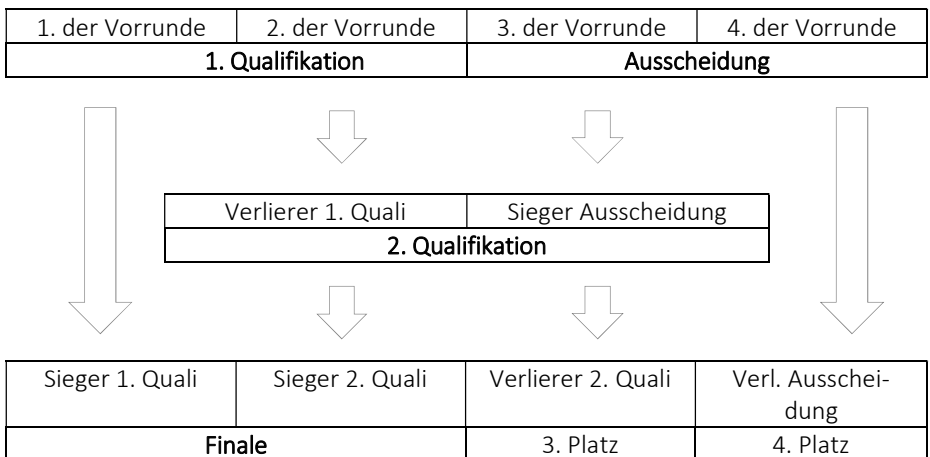 1. der Vorrunde 2. der Vorrunde 3. der Vorrunde 4. der Vorrunde
1. Qualifikation Ausscheidung
Verlierer 1. Quali Sieger Ausscheidung
2. Qualifikation
Sieger 1. Quali Sieger 2. Quali Verlierer 2. Quali Verl. Ausschei-
dung
Finale 3. Platz 4. Platz